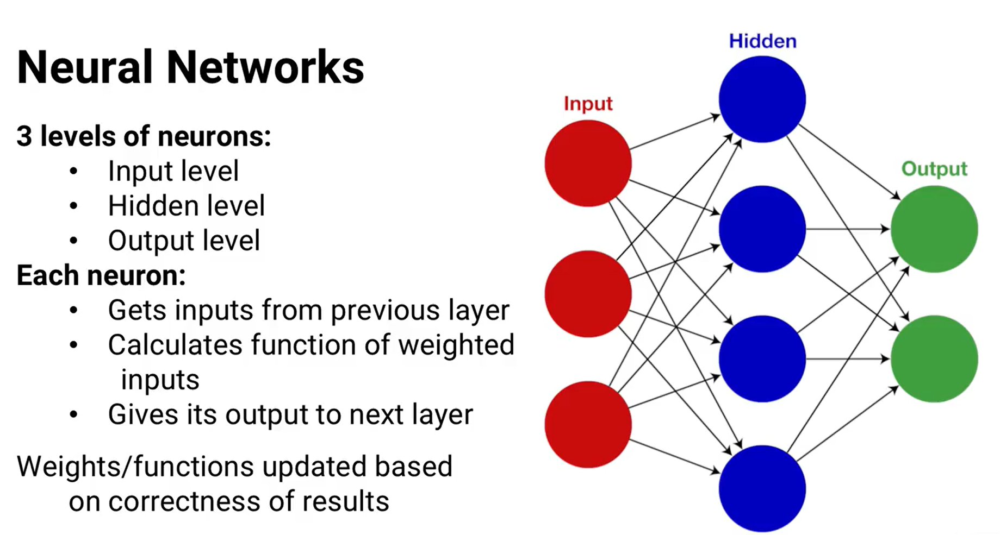 Neural Networks
3 levels of neurons:
• Input level
• Hidden level
• Output level
Each neuron:
• Gets inputs from previous layer
• Calculates function of weighted
inputs
• Gives its output to next layer
Weights/functions updated based
on correctness of results
Input
Hidden
Output